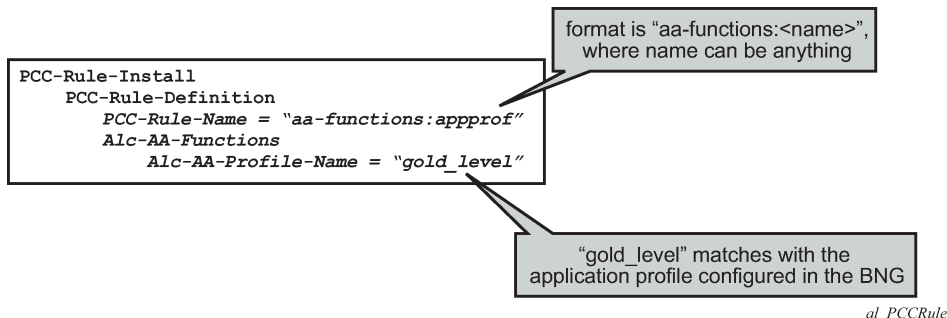 format is “aa-functions:<name>”,
where name can be anything
PCC-Rule-Install
PCC-Rule-Definition
PCC-Rule-Name = “aa-functions:appprof”
Alc-AA-Functions
Alc-AA-Profile-Name = “gold_level”
“gold_level” matches with the
application profile configured in the BNG
al_PCCRule